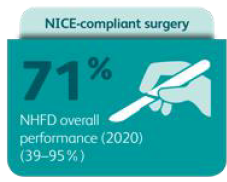 NICE-compliant surgery
71%
NHFD overall
performance (2020)
(39–95%)